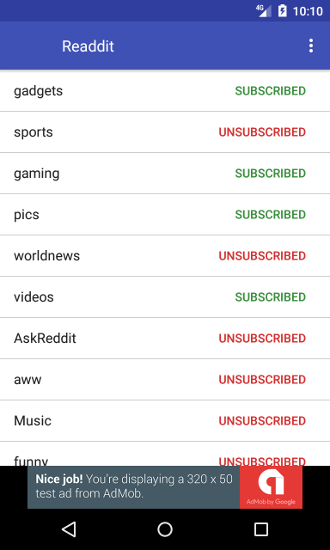 4G 10:10
Readdit
gadgets SUBSCRIBED
sports UNSUBSCRIBED
gaming SUBSCRIBED
pics SUBSCRIBED
worldnews UNSUBSCRIBED
videos SUBSCRIBED
AskReddit UNSUBSCRIBED
aww UNSUBSCRIBED
Music UNSUBSCRIBED
funny UNSUBSCRIBED
Nice job! You're displaying a 320 x 50
test ad from AdMob.
AdMob by Google